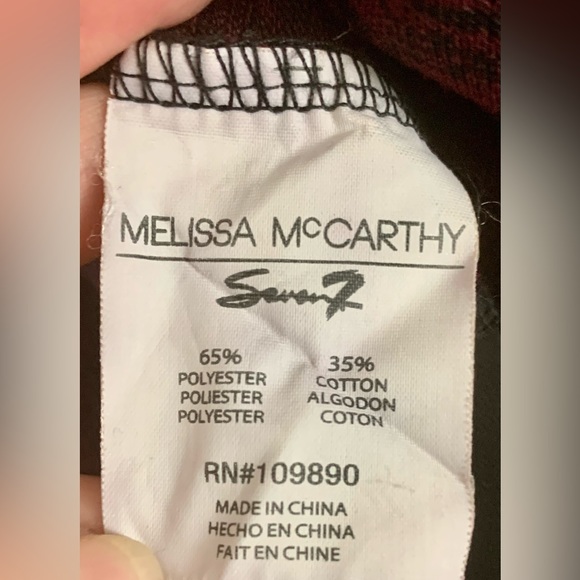 MELISSA McCARTHY
Seven7
65% 35%
POLYESTER COTTON
POLIESTER ALGODON
POLYESTER COTON
RN#109890
MADE IN CHINA
HECHO EN CHINA
FAIT EN CHINE